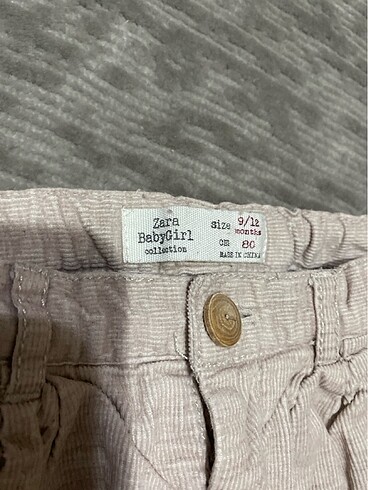 Zara
BabyGirl
collection
size 9/12
months
CM: 80
MADE IN CHINA